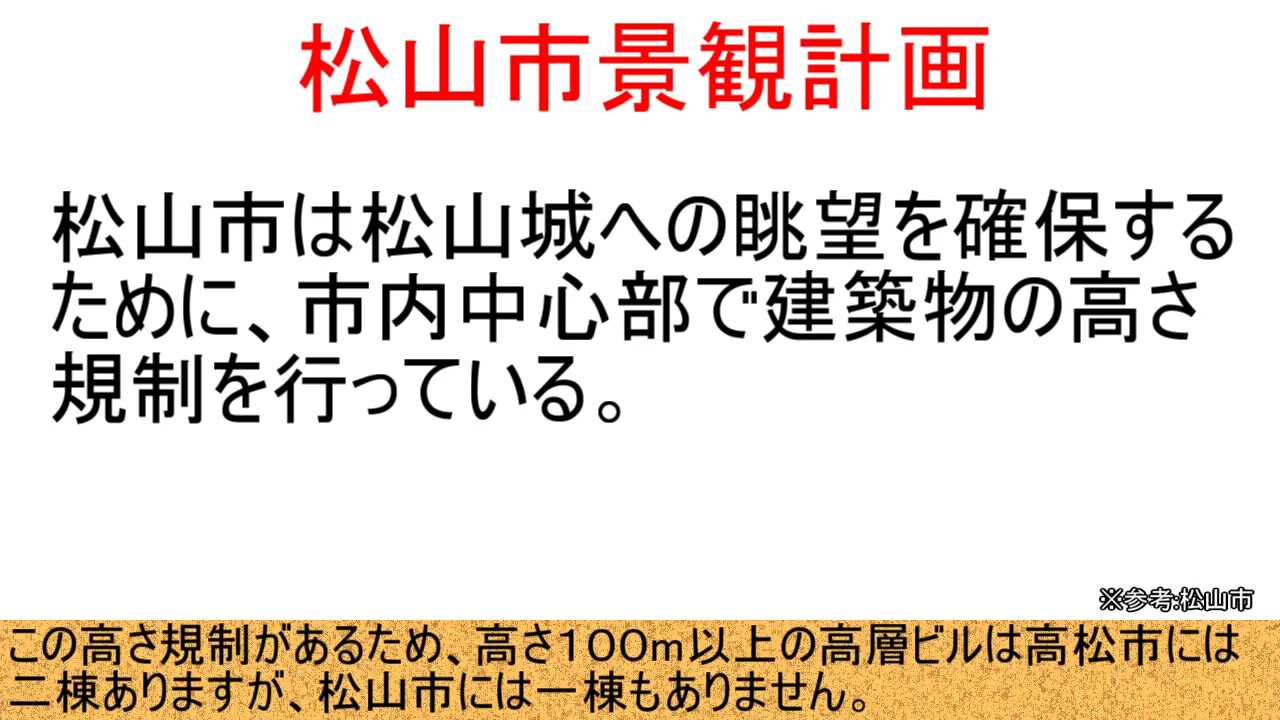 松山市景観計画
松山市は松山城への眺望を確保する
ために、市内中心部で建築物の高さ
規制を行っている。
※参考:松山市
この高さ規制があるため、高さ１００ｍ以上の高層ビルは高松市には
二棟ありますが、松山市には一棟もありません。